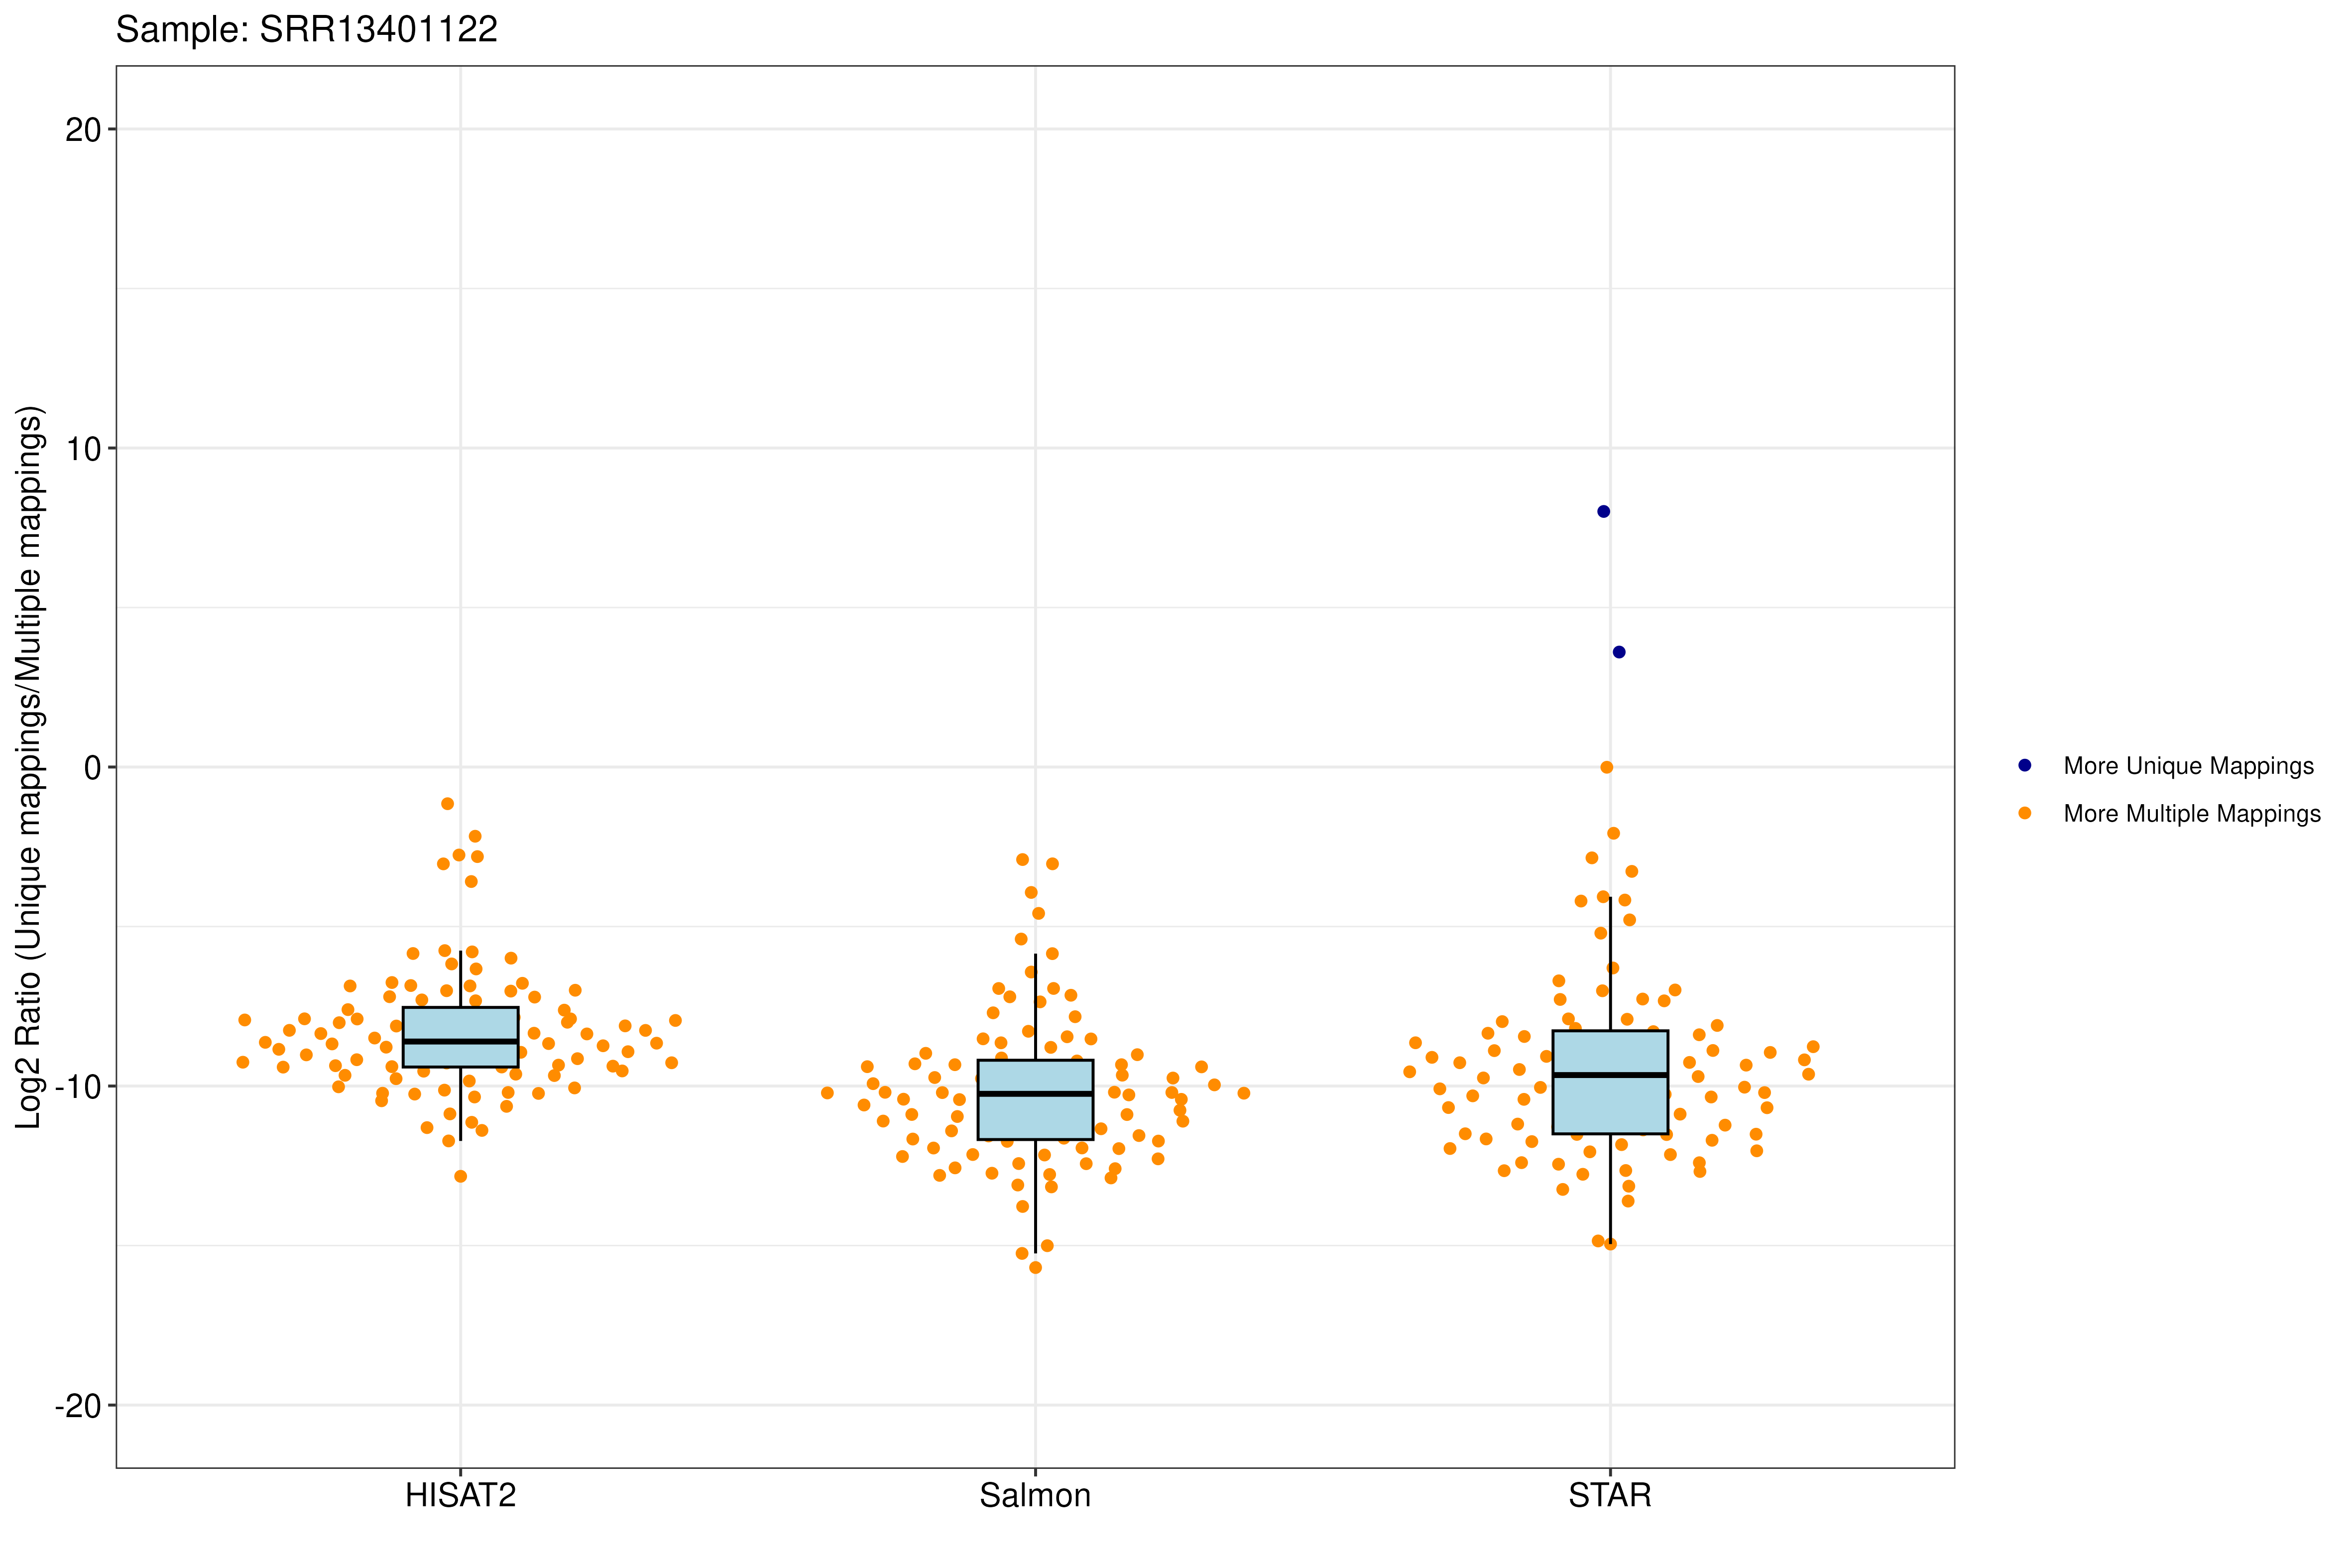 Sample: SRR13401122
Log2 Ratio (Unique mappings/Multiple mappings)
20
10
0
-10
-20
HISAT2
Salmon
STAR
More Unique Mappings
More Multiple Mappings